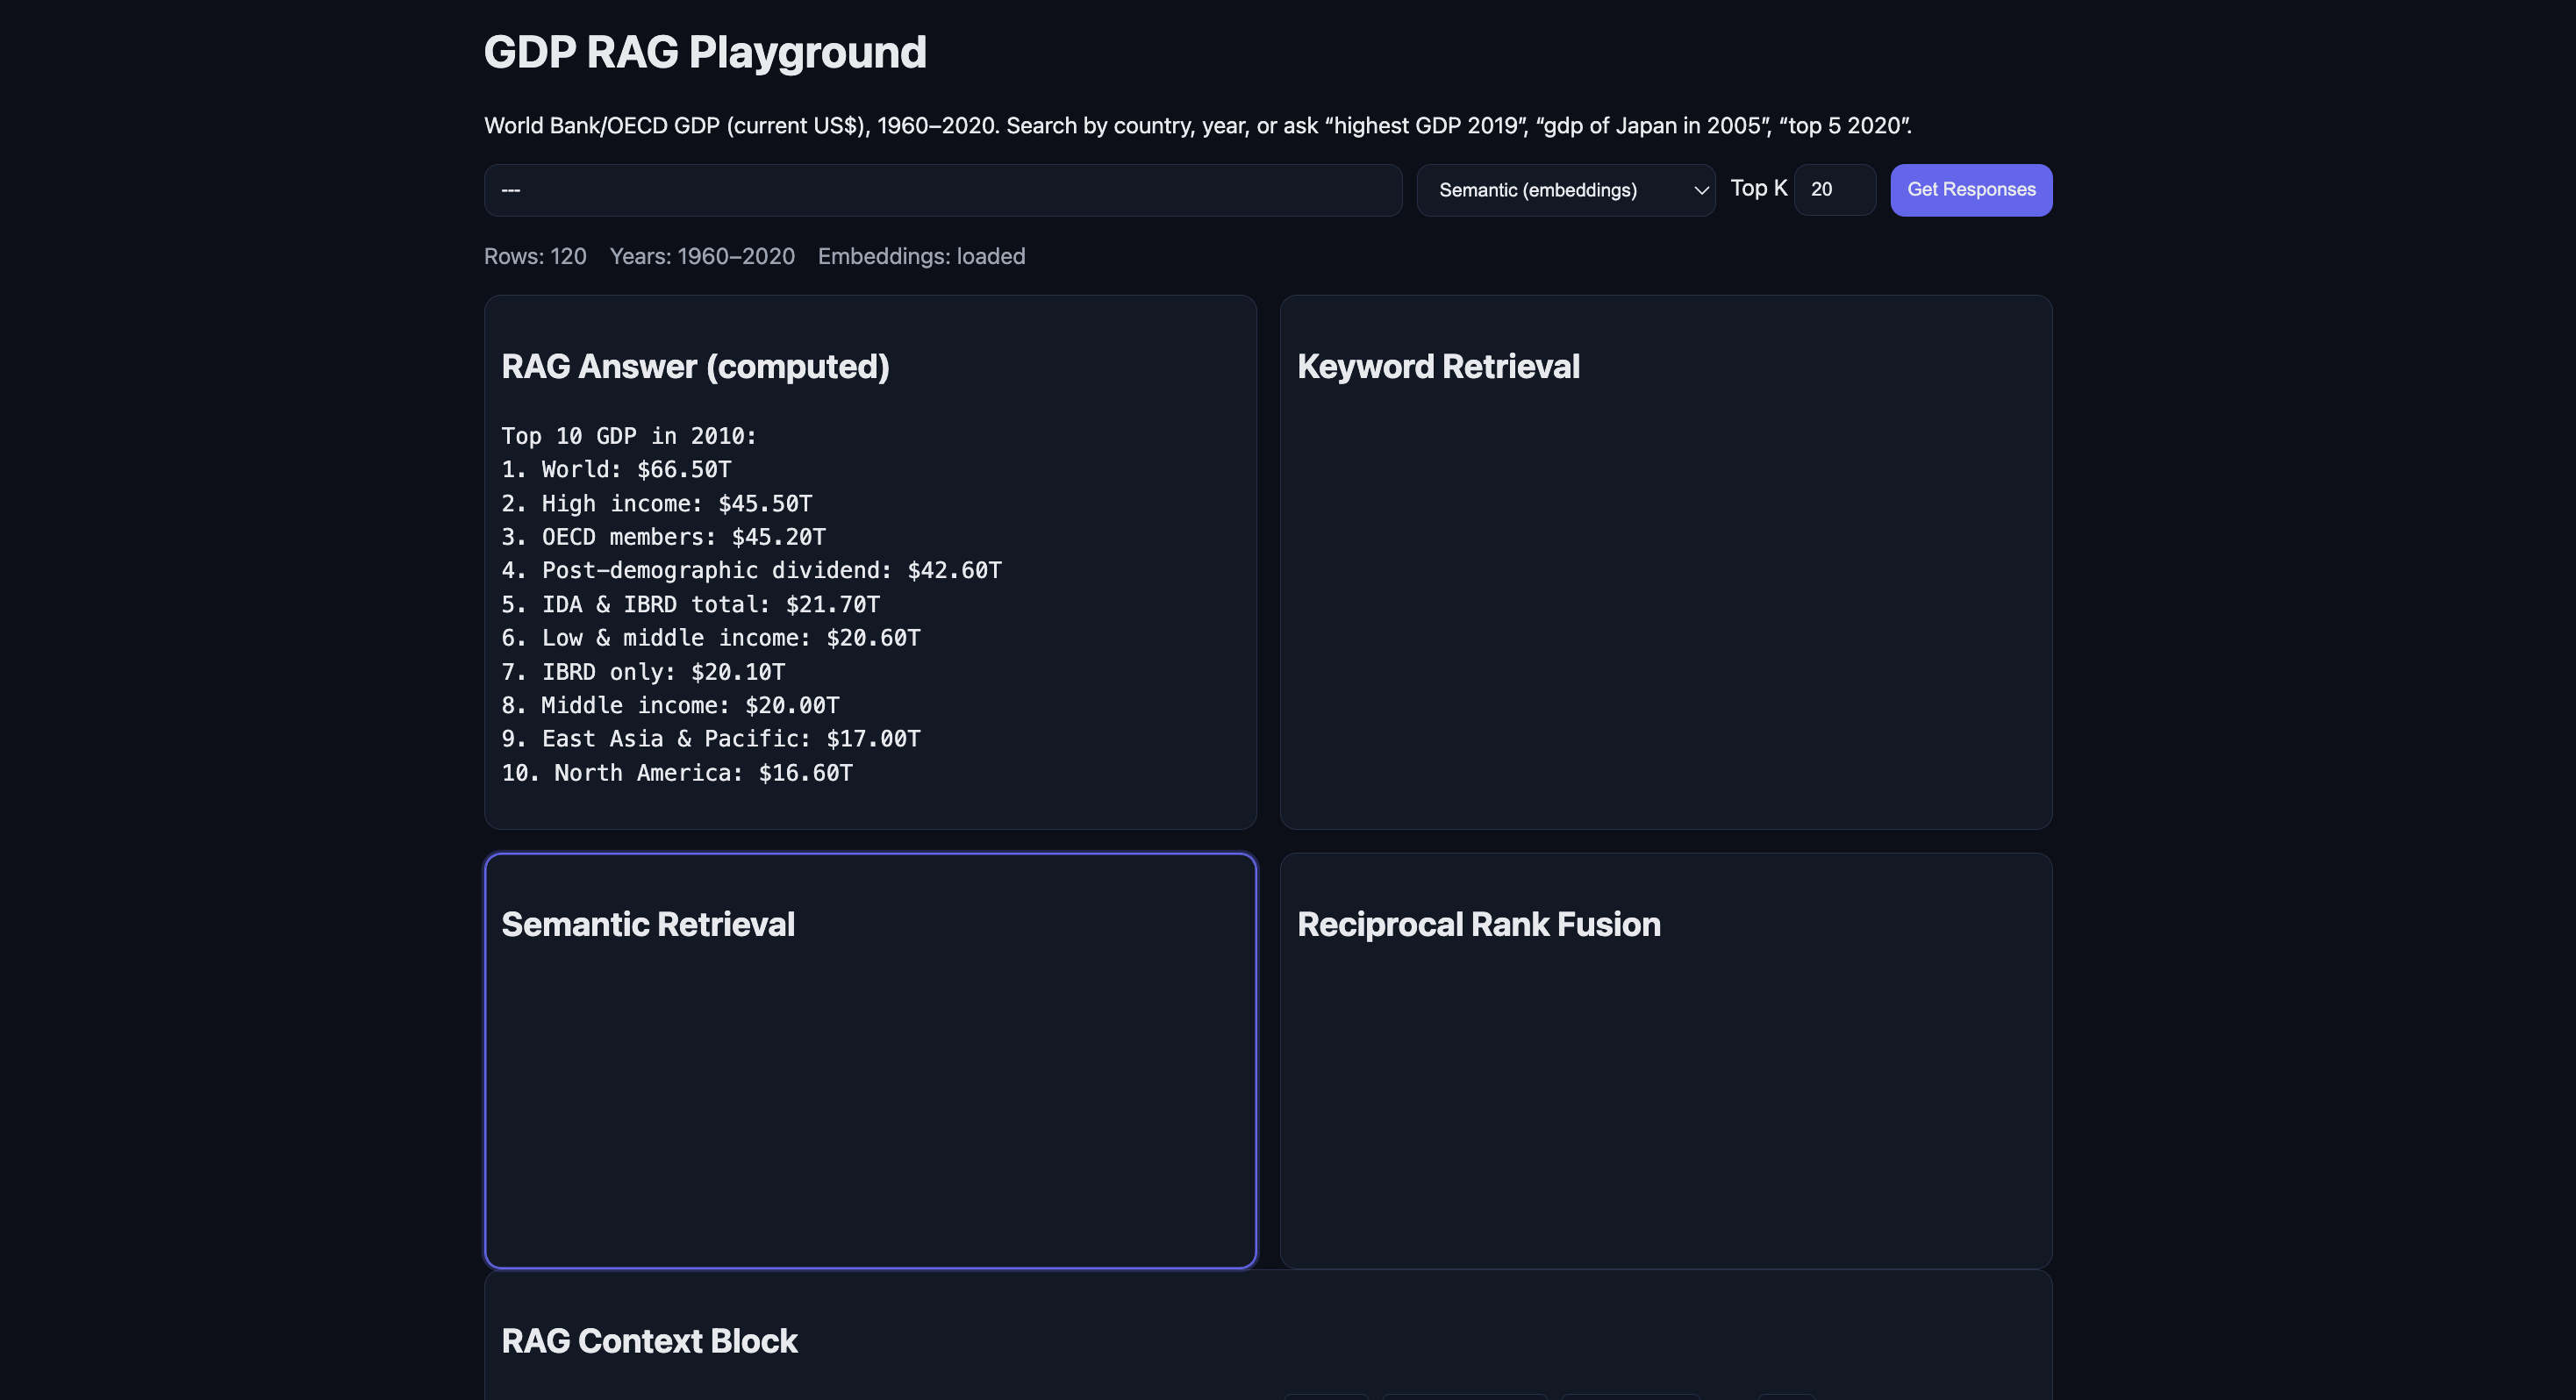 GDP RAG Playground
World Bank/OECD GDP (current US$), 1960–2020. Search by country, year, or ask “highest GDP 2019”, “gdp of Japan in 2005”, “top 5 2020”.
---
Semantic (embeddings)
Top K
20
Get Responses
Rows: 120
Years: 1960–2020
Embeddings: loaded
RAG Answer (computed)
Top 10 GDP in 2010:
1. World: $66.50T
2. High income: $45.50T
3. OECD members: $45.20T
4. Post-demographic dividend: $42.60T
5. IDA & IBRD total: $21.70T
6. Low & middle income: $20.60T
7. IBRD only: $20.10T
8. Middle income: $20.00T
9. East Asia & Pacific: $17.00T
10. North America: $16.60T
Keyword Retrieval
Semantic Retrieval
Reciprocal Rank Fusion
RAG Context Block